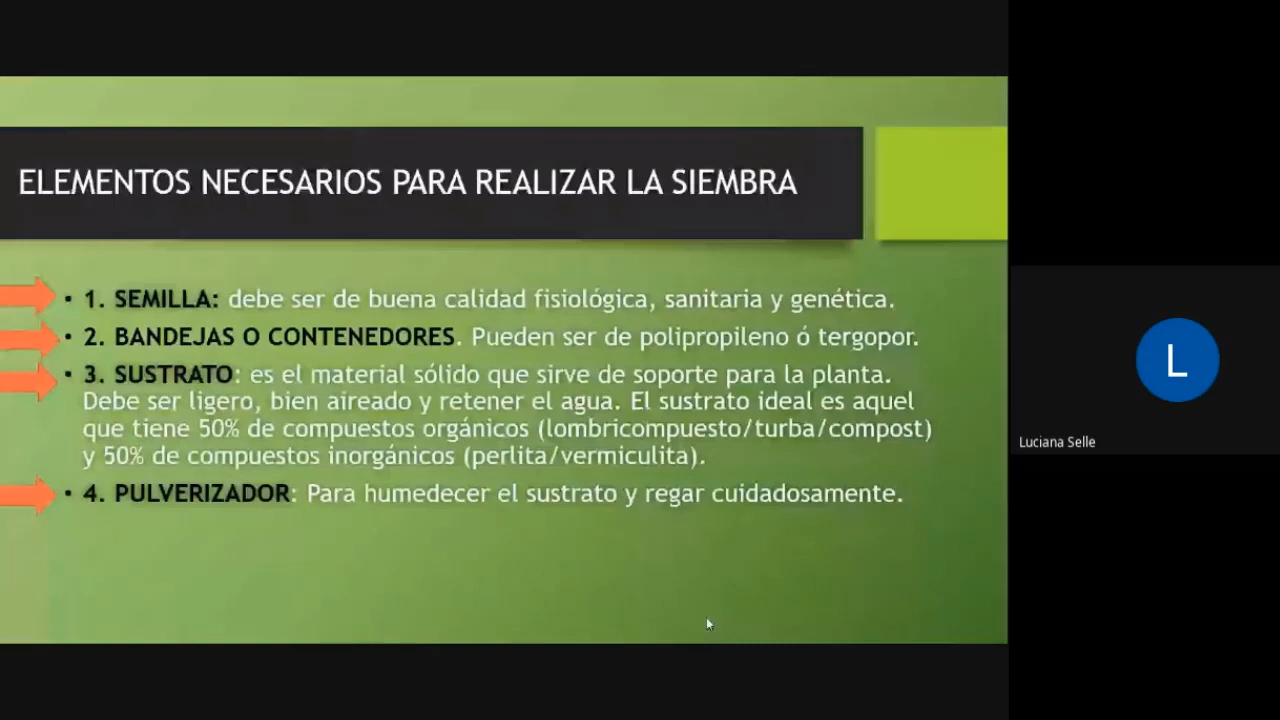 ELEMENTOS NECESARIOS PARA REALIZAR LA SIEMBRA
• 1. SEMILLA: debe ser de buena calidad fisiológica, sanitaria y genética.
• 2. BANDEJAS O CONTENEDORES. Pueden ser de polipropileno ó tergopor.
• 3. SUSTRATO: es el material sólido que sirve de soporte para la planta.
Debe ser ligero, bien aireado y retener el agua. El sustrato ideal es aquel
que tiene 50% de compuestos orgánicos (lombricompuesto/turba/compost)
y 50% de compuestos inorgánicos (perlita/vermiculita).
• 4. PULVERIZADOR: Para humedecer el sustrato y regar cuidadosamente.
L
Luciana Selle